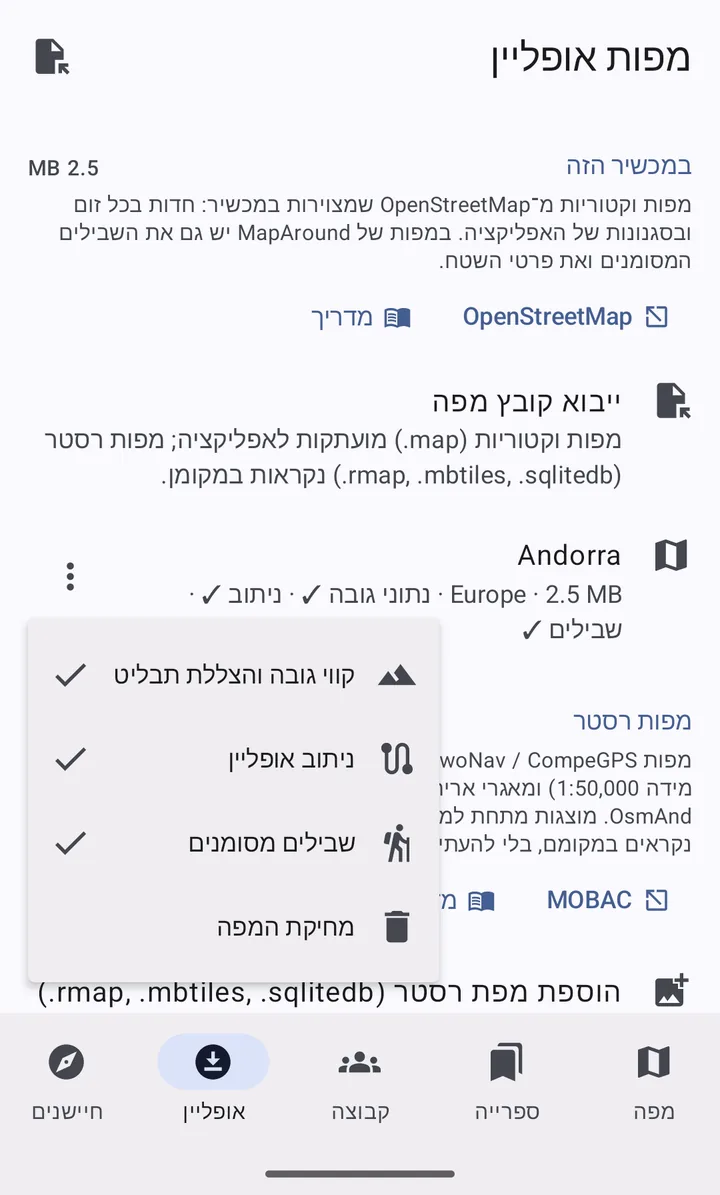 מפות אופליין
במכשיר הזה
2.5 MB
מפות וקטוריות מ־OpenStreetMap שמצוירות במכשיר: חדות בכל זום
ובסגנונות של האפליקציה. במפות של MapAround יש גם את השבילים
המסומנים ואת פרטי השטח.
OpenStreetMap
מדריך
ייבוא קובץ מפה
מפות וקטוריות (.map) מועתקות לאפליקציה; מפות רסטר
(.rmap, .mbtiles, .sqlitedb) נקראות במקומן.
Andorra
Europe · 2.5 MB · נתוני גובה ✓ · ניתוב ✓ ·
שבילים ✓
קווי גובה והצללת תבליט
ניתוב אופליין
שבילים מסומנים
מחיקת המפה
מפות רסטר
מפות woNav / CompeGPS
מידה 1:50,000) ומאגרי
OsmAnd. מוצגות מתחת
נקראים במקומם, בלי
MOBAC
הוספת מפת רסטר (.rmap, .mbtiles, .sqlitedb)
מפה
ספרייה
קבוצה
אופליין
חיישנים